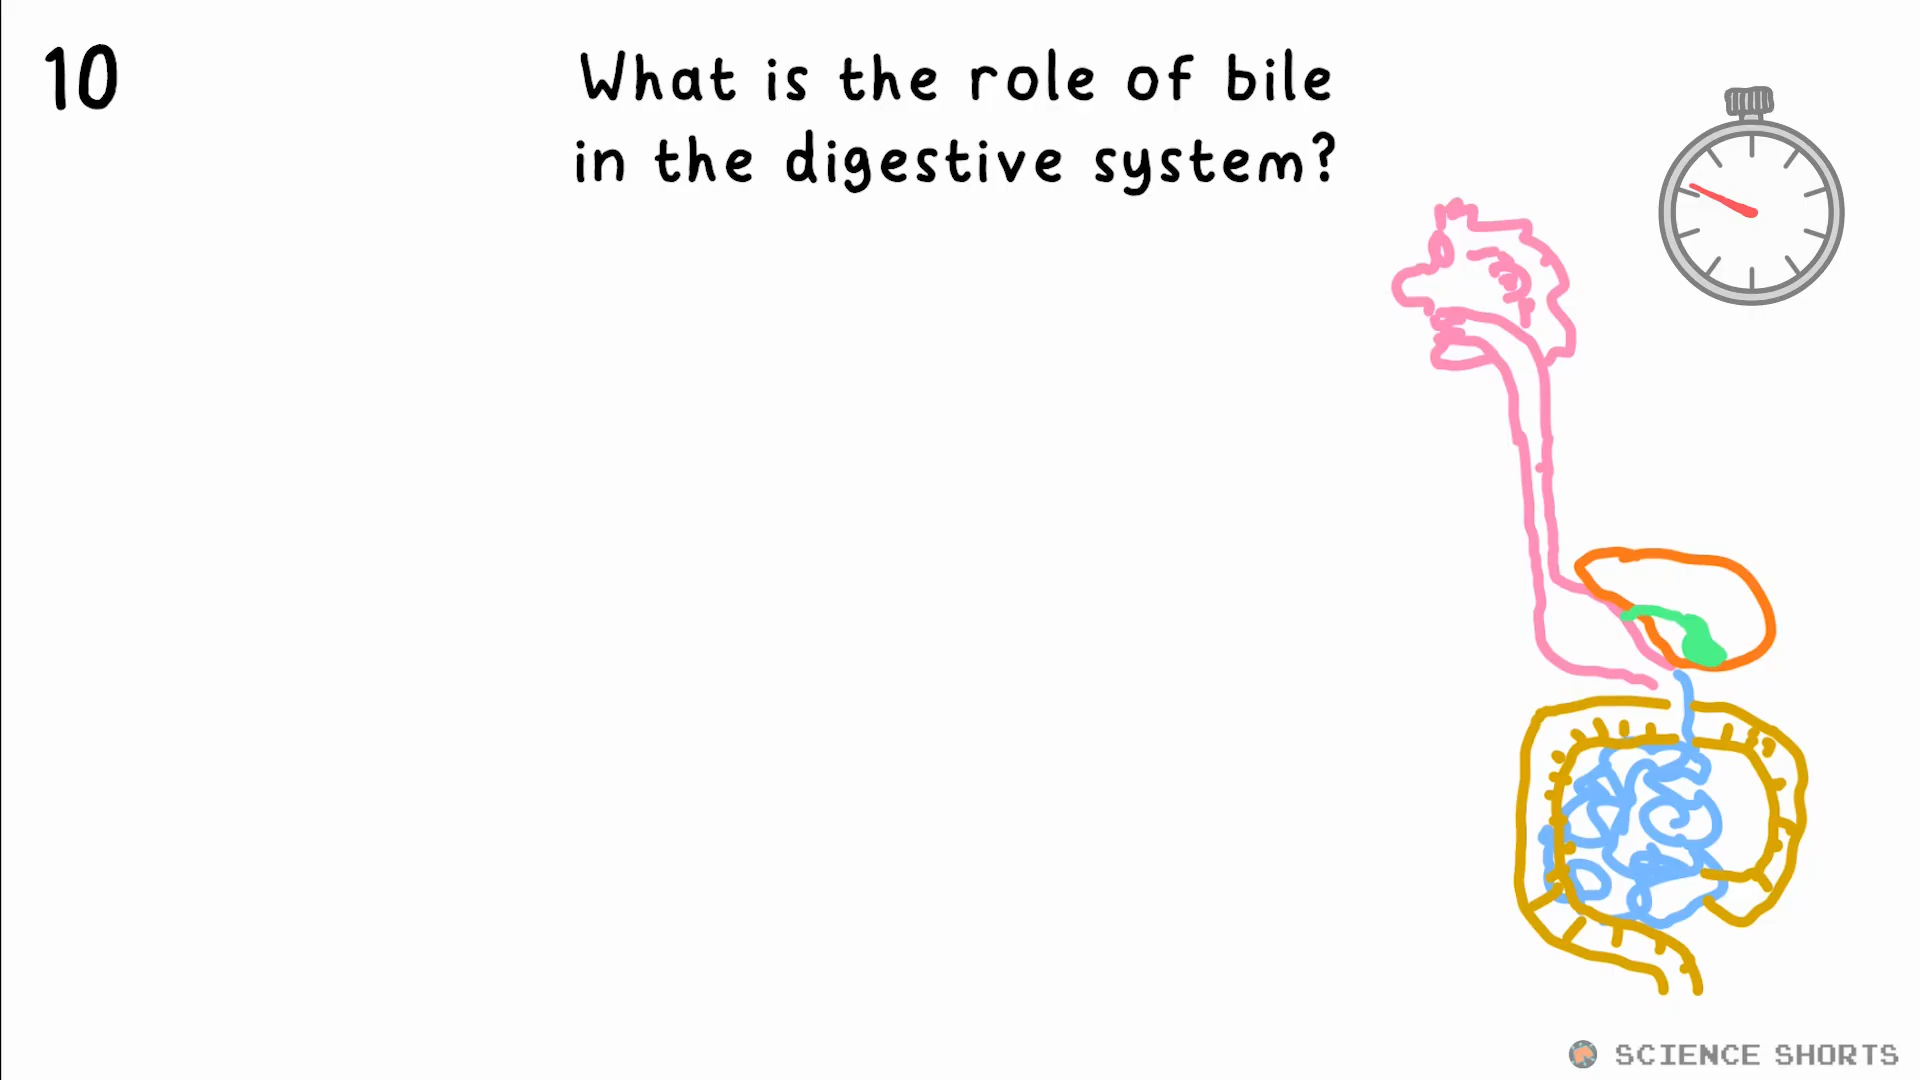 10
What is the role of bile
in the digestive system?
SCIENCE SHORTS